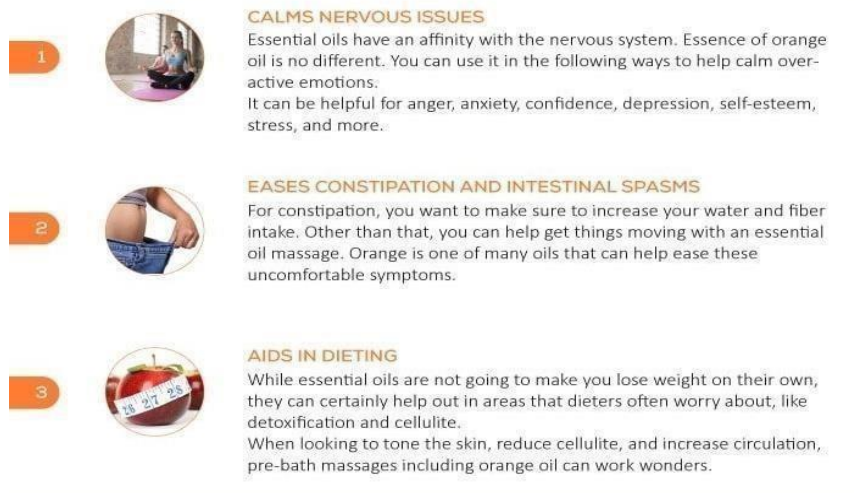 CALMS NERVOUS ISSUES
1
Essential oils have an affinity with the nervous system. Essence of orange
oil is no different. You can use it in the following ways to help calm over-
active emotions.
It can be helpful for anger, anxiety, confidence, depression, self-esteem,
stress, and more.
EASES CONSTIPATION AND INTESTINAL SPASMS
2
For constipation, you want to make sure to increase your water and fiber
intake. Other than that, you can help get things moving with an essential
oil massage. Orange is one of many oils that can help ease these
uncomfortable symptoms.
AIDS IN DIETING
3
While essential oils are not going to make you lose weight on their own,
they can certainly help out in areas that dieters often worry about, like
detoxification and cellulite.
When looking to tone the skin, reduce cellulite, and increase circulation,
pre-bath massages including orange oil can work wonders.
26 27 28